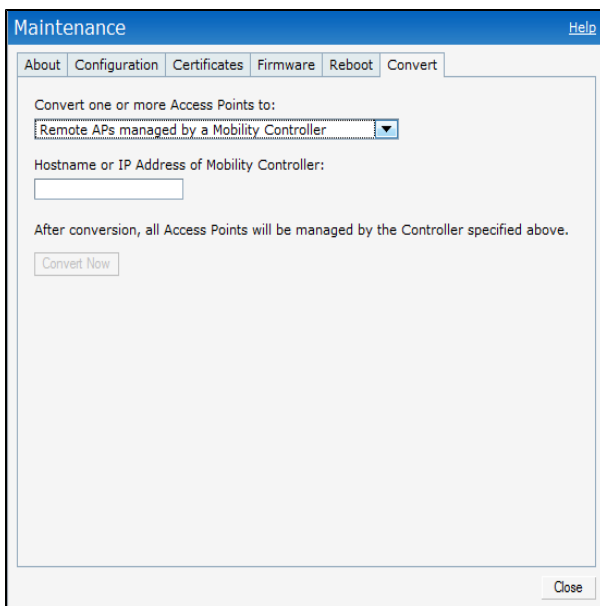 Maintenance Help
About Configuration Certificates Firmware Reboot Convert
Convert one or more Access Points to:
Remote APs managed by a Mobility Controller
Hostname or IP Address of Mobility Controller:
After conversion, all Access Points will be managed by the Controller specified above.
Convert Now
Close